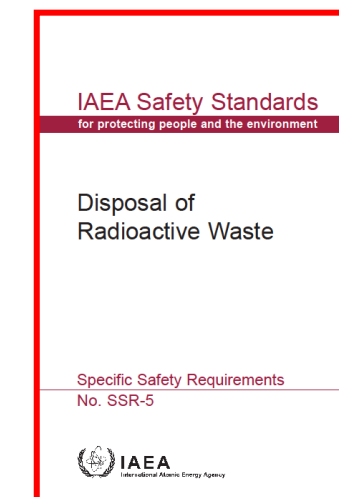 IAEA Safety Standards
for protecting people and the environment
Disposal of
Radioactive Waste
Specific Safety Requirements
No. SSR-5
IAEA
International Atomic Energy Agency